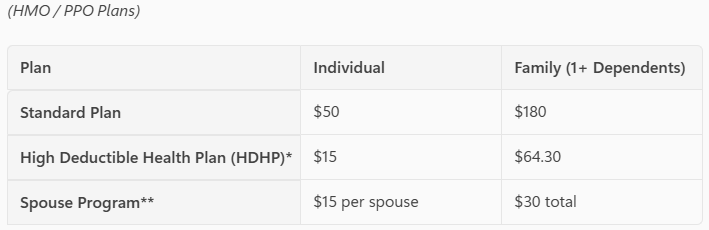 (HMO / PPO Plans)
Plan Individual Family (1+ Dependents)
Standard Plan $50 $180
High Deductible Health Plan (HDHP)* $15 $64.30
Spouse Program** $15 per spouse $30 total